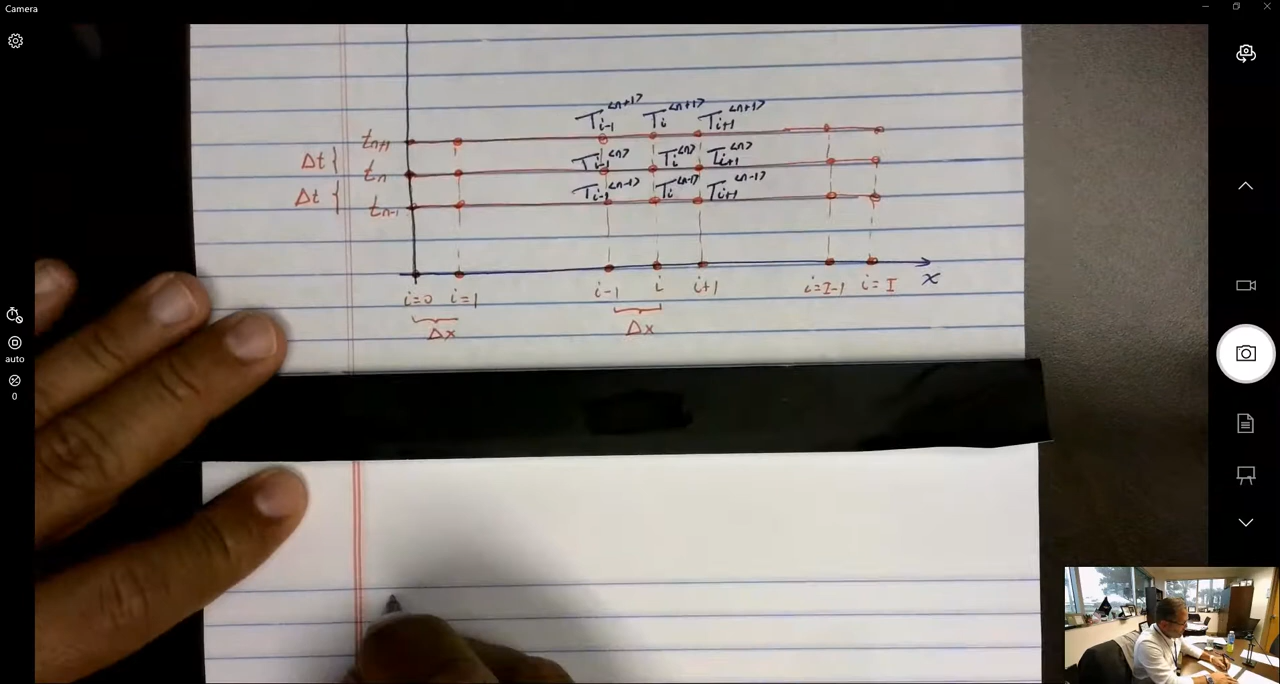 Camera
T_{i-1}^{<n+1>} T_i^{<n+1>} T_{i+1}^{<n+1>}
t_{n+1}
Δt { T_{i-1}^{<n>} T_i^{<n>} T_{i+1}^{<n>}
t_n
Δt { T_{i-1}^{<n-1>} T_i^{<n-1>} T_{i+1}^{<n-1>}
t_{n-1}
i=0 i=1 i-1 i i+1 i=I-1 i=I x
Δx Δx
auto
0